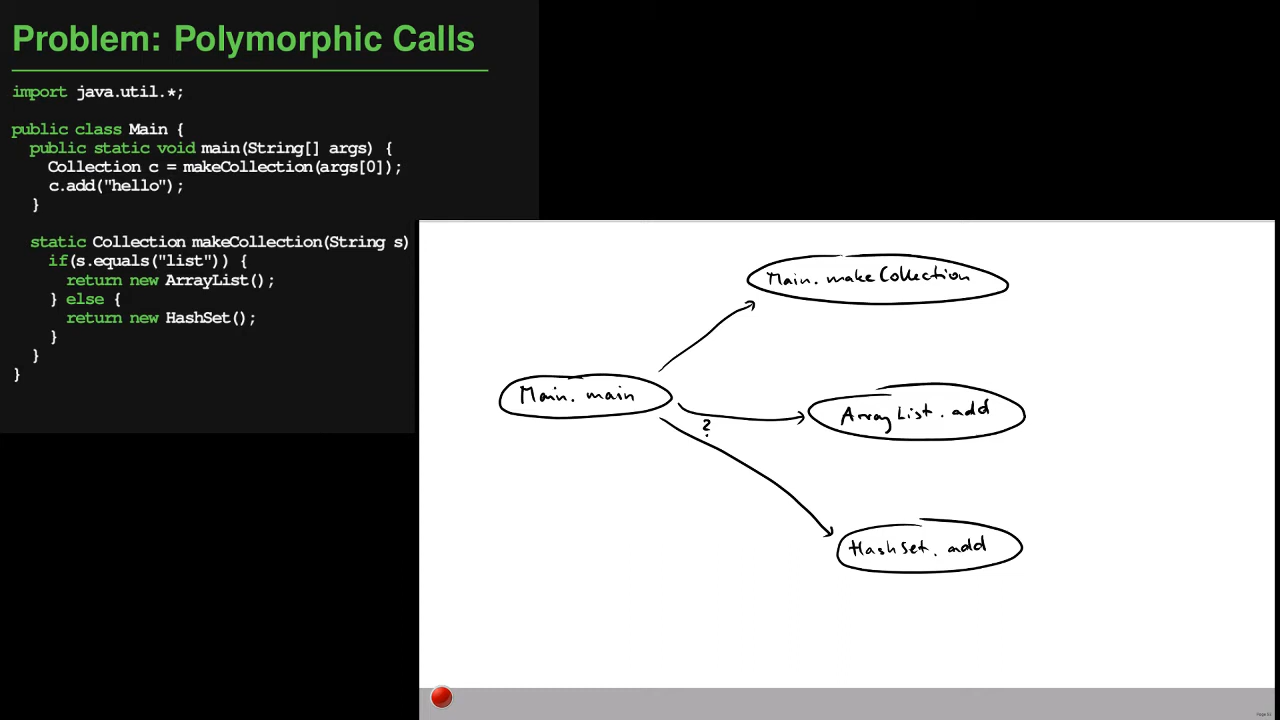 Problem: Polymorphic Calls
import java.util.*;
public class Main {
public static void main(String[] args) {
Collection c = makeCollection(args[0]);
c.add("hello");
}
static Collection makeCollection(String s)
if(s.equals("list")) {
return new ArrayList();
} else {
return new HashSet();
}
}
}
Main.makeCollection
Main.main
ArrayList.add
?
HashSet.add